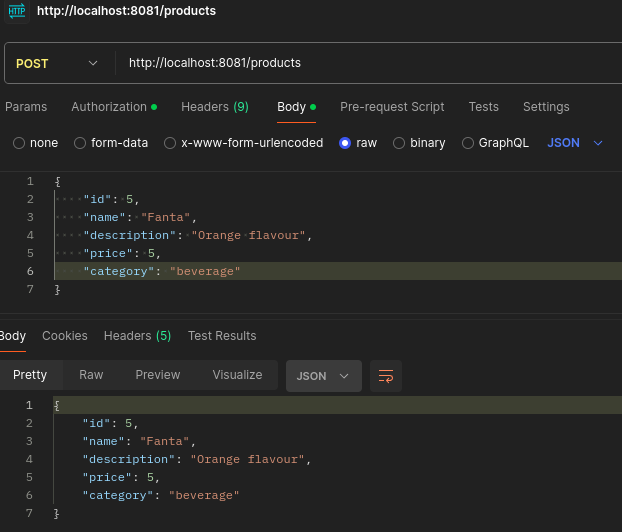 HTTP http://localhost:8081/products
POST http://localhost:8081/products
Params Authorization Headers (9) Body Pre-request Script Tests Settings
none form-data x-www-form-urlencoded raw binary GraphQL JSON
1 {
2 "id": 5,
3 "name": "Fanta",
4 "description": "Orange flavour",
5 "price": 5,
6 "category": "beverage"
7 }
Body Cookies Headers (5) Test Results
Pretty Raw Preview Visualize JSON
1 {
2 "id": 5,
3 "name": "Fanta",
4 "description": "Orange flavour",
5 "price": 5,
6 "category": "beverage"
7 }